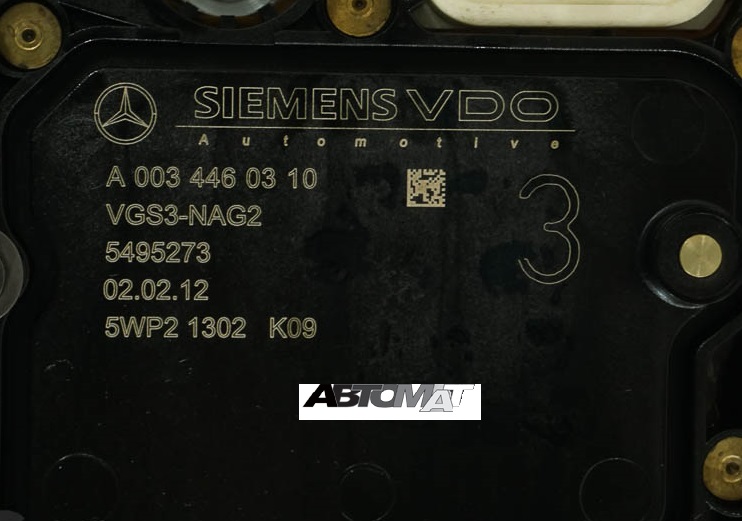 SIEMENS VDO
Automotive
A 003 446 03 10
VGS3-NAG2
3
5495273
02.02.12
5WP2 1302 K09
АВТОМАТ